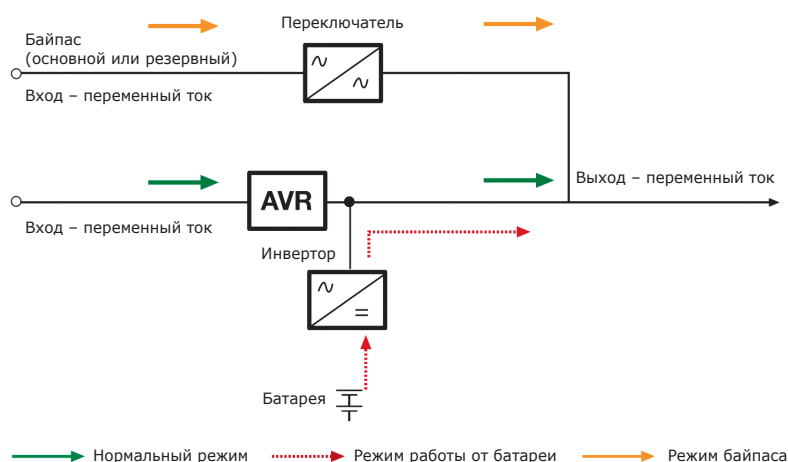 Переключатель
Байпас
(основной или резервный)
Вход – переменный ток
Выход – переменный ток
AVR
Вход – переменный ток
Инвертор
Батарея
Нормальный режим
Режим работы от батареи
Режим байпаса